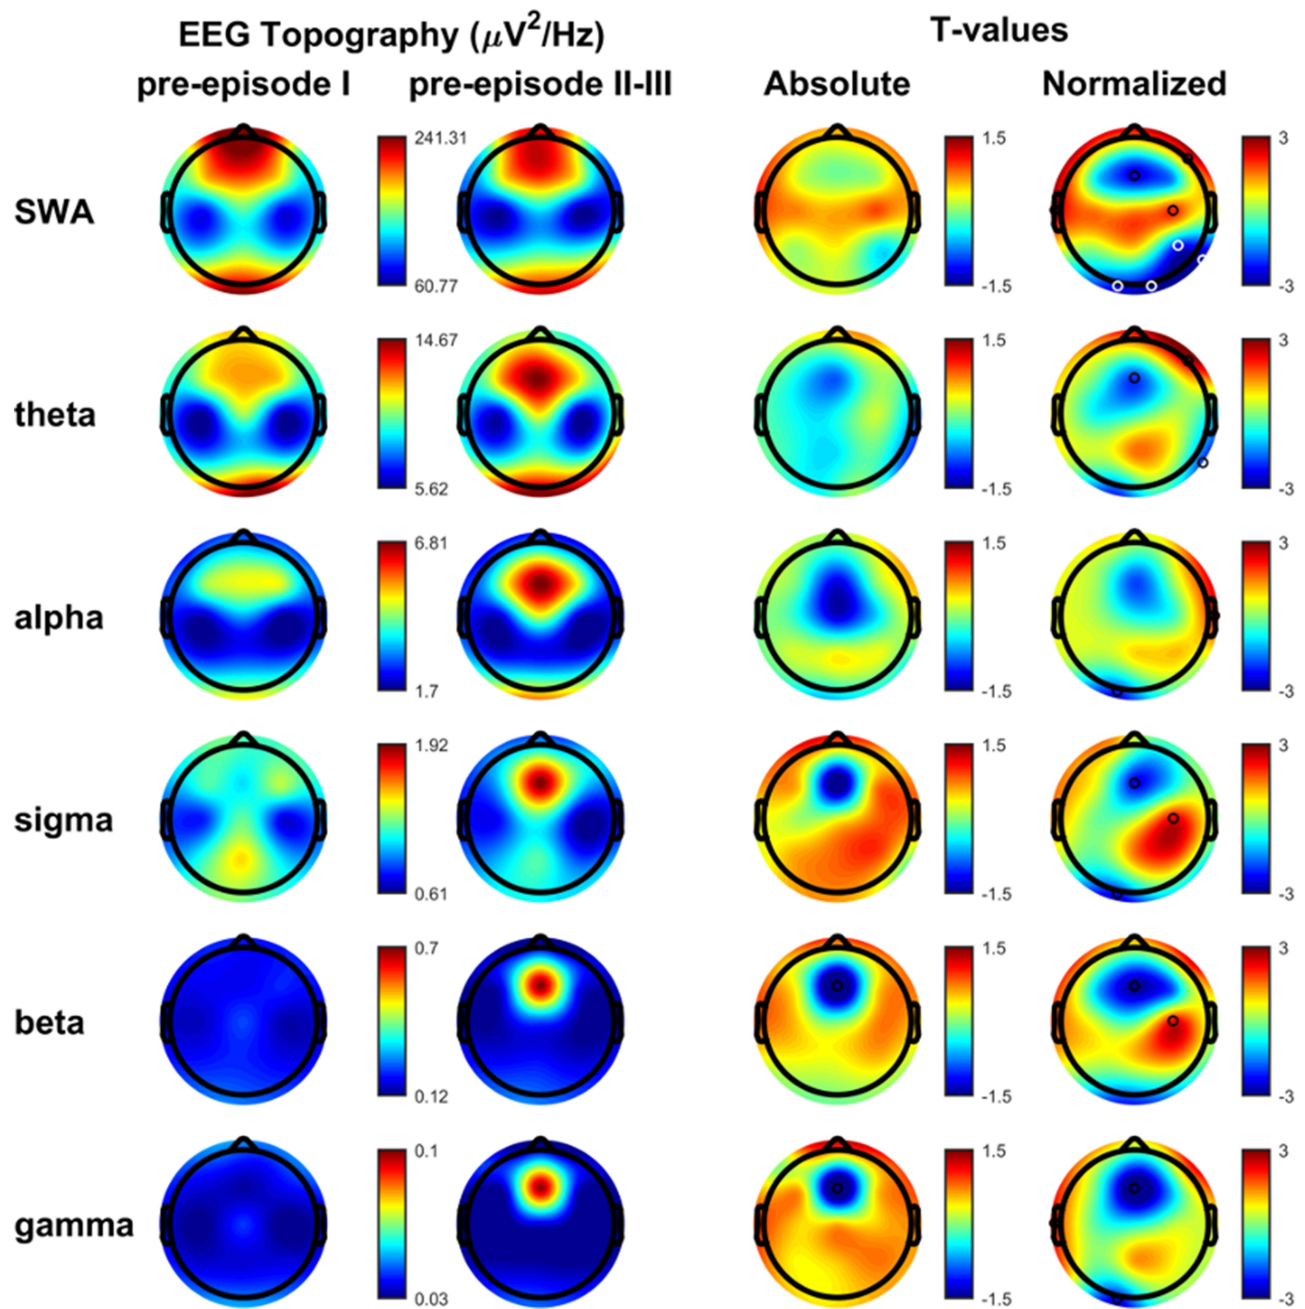 EEG Topography (μV²/Hz) T-values
pre-episode I pre-episode II-III Absolute Normalized
SWA 241.31 60.77 1.5 -1.5 3 -3
theta 14.67 5.62 1.5 -1.5 3 -3
alpha 6.81 1.7 1.5 -1.5 3 -3
sigma 1.92 0.61 1.5 -1.5 3 -3
beta 0.7 0.12 1.5 -1.5 3 -3
gamma 0.1 0.03 1.5 -1.5 3 -3